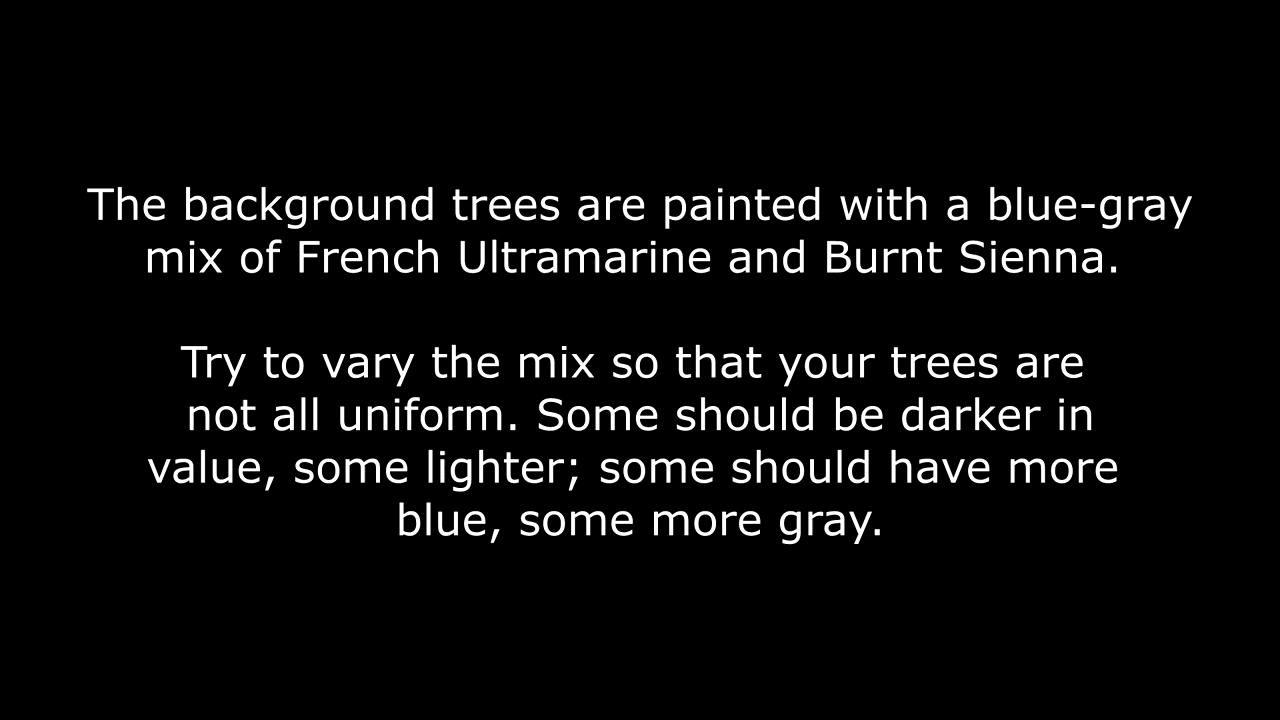 The background trees are painted with a blue-gray
mix of French Ultramarine and Burnt Sienna.
Try to vary the mix so that your trees are
not all uniform. Some should be darker in
value, some lighter; some should have more
blue, some more gray.